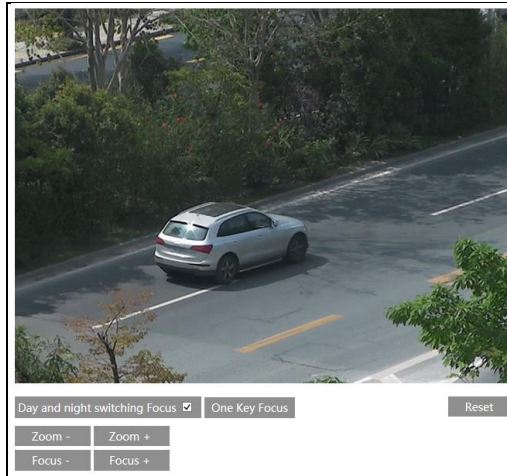 Day and night switching Focus One Key Focus Reset
Zoom - Zoom +
Focus - Focus +